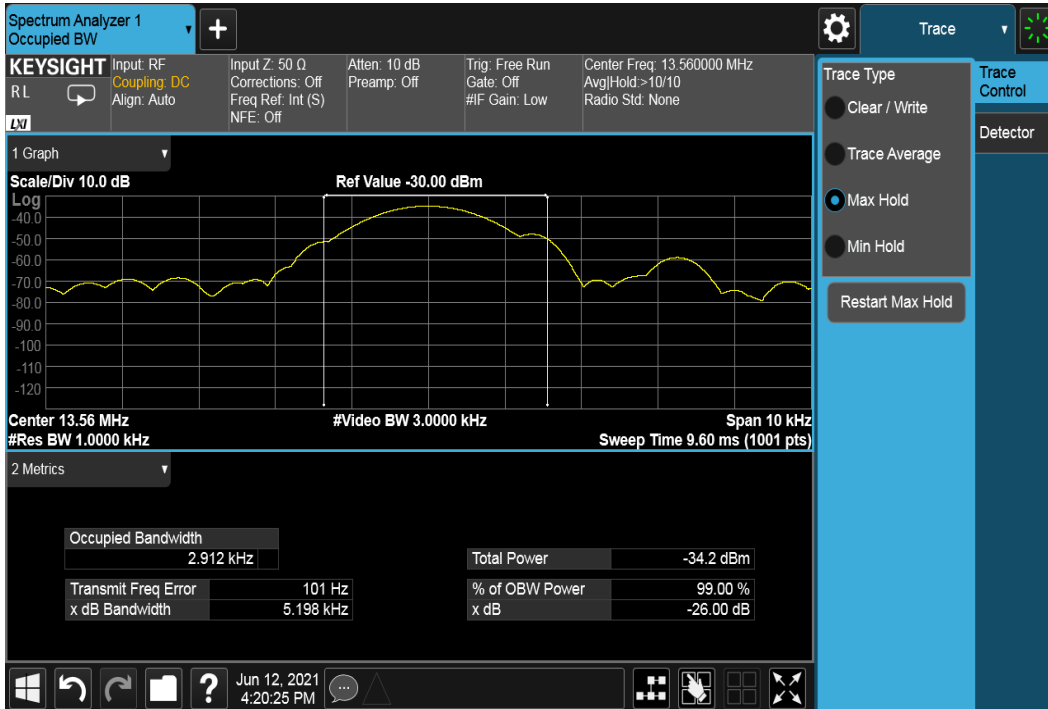 Spectrum Analyzer 1
Occupied BW
+
Trace
KEYSIGHT
RL
LXI
Input: RF
Coupling: DC
Align: Auto
Input Z: 50 Ω
Corrections: Off
Freq Ref: Int (S)
NFE: Off
Atten: 10 dB
Preamp: Off
Trig: Free Run
Gate: Off
#IF Gain: Low
Center Freq: 13.560000 MHz
Avg|Hold:>10/10
Radio Std: None
Trace Type
Clear / Write
Trace Average
Max Hold
Min Hold
Restart Max Hold
Trace
Control
Detector
1 Graph
Scale/Div 10.0 dB
Ref Value -30.00 dBm
Log
-40.0
-50.0
-60.0
-70.0
-80.0
-90.0
-100
-110
-120
Center 13.56 MHz
#Video BW 3.0000 kHz
Span 10 kHz
#Res BW 1.0000 kHz
Sweep Time 9.60 ms (1001 pts)
2 Metrics
Occupied Bandwidth
2.912 kHz
Total Power -34.2 dBm
Transmit Freq Error 101 Hz
% of OBW Power 99.00 %
x dB Bandwidth 5.198 kHz
x dB -26.00 dB
?
Jun 12, 2021
4:20:25 PM